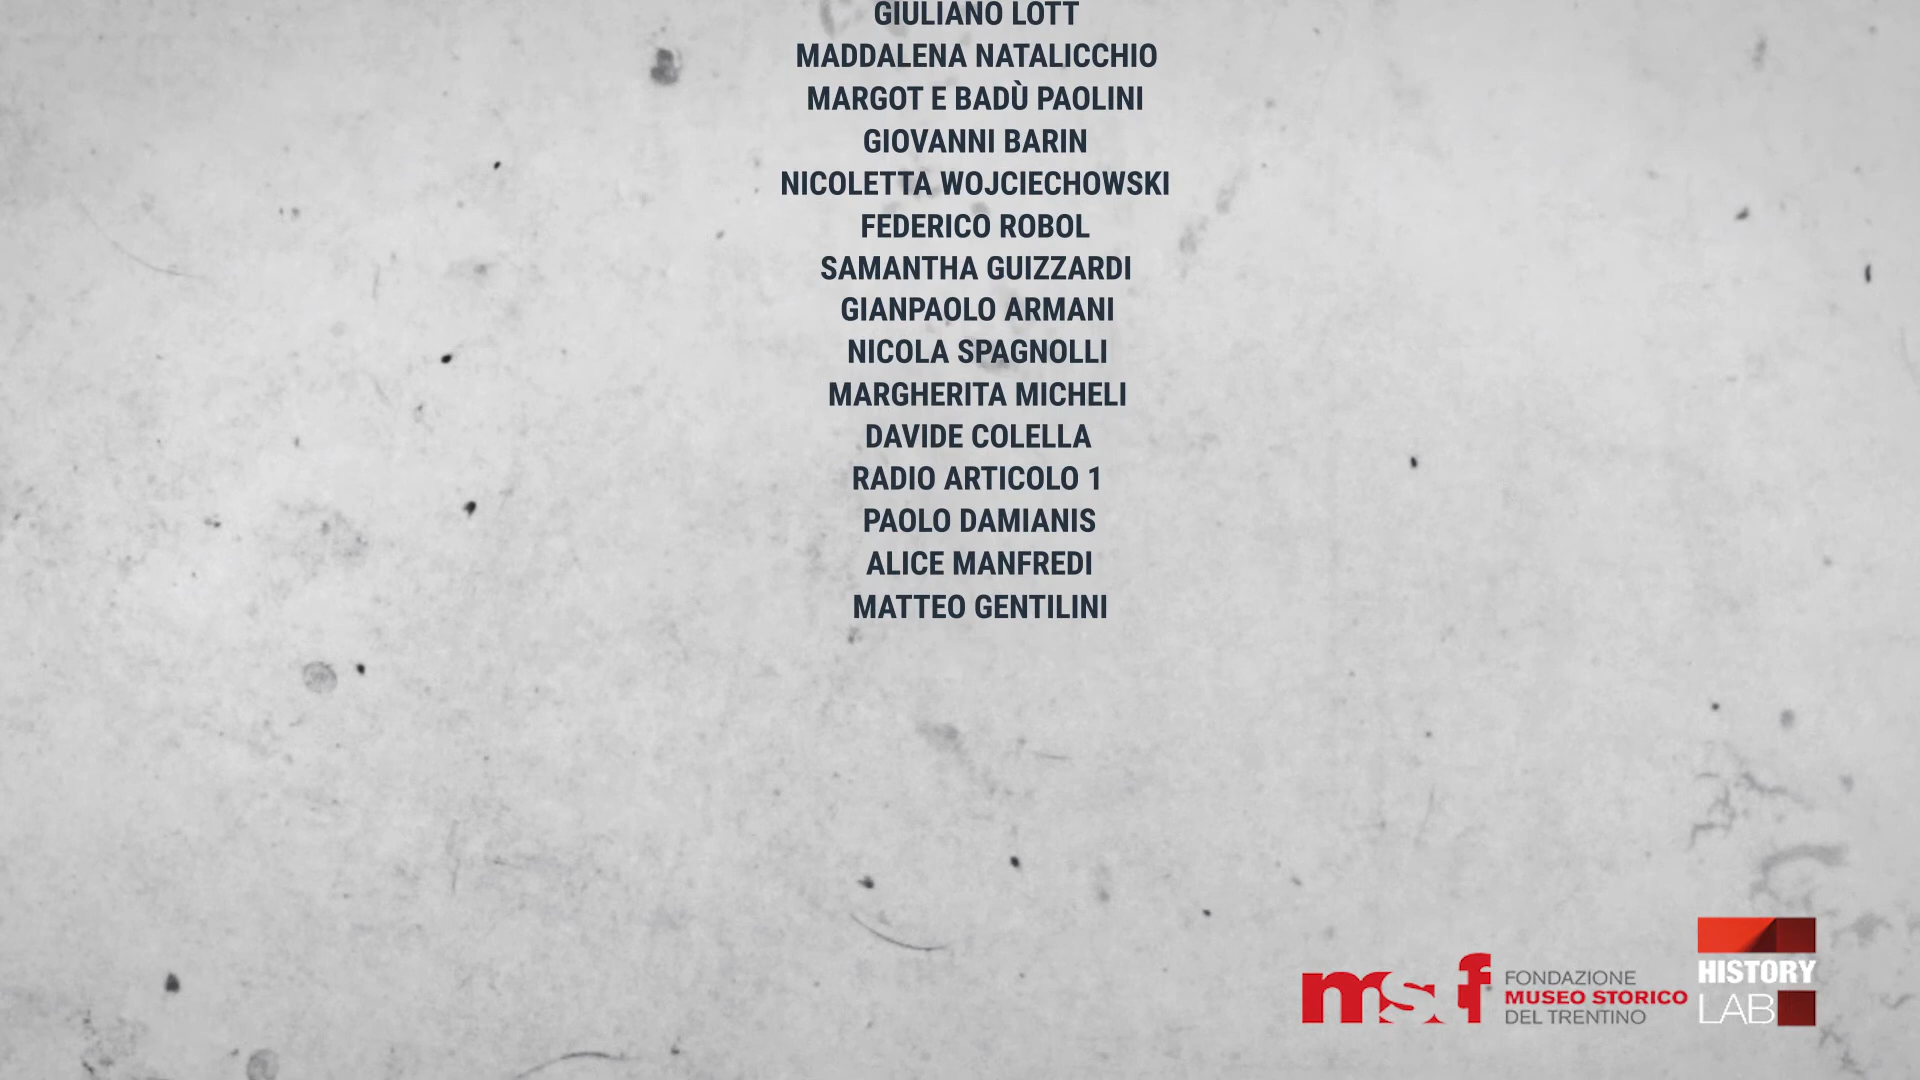 GIULIANO LOTT
MADDALENA NATALICCHIO
MARGOT E BADÙ PAOLINI
GIOVANNI BARIN
NICOLETTA WOJCIECHOWSKI
FEDERICO ROBOL
SAMANTHA GUIZZARDI
GIANPAOLO ARMANI
NICOLA SPAGNOLLI
MARGHERITA MICHELI
DAVIDE COLELLA
RADIO ARTICOLO 1
PAOLO DAMIANIS
ALICE MANFREDI
MATTEO GENTILINI
mstf
FONDAZIONE
MUSEO STORICO
DEL TRENTINO
HISTORY
LAB